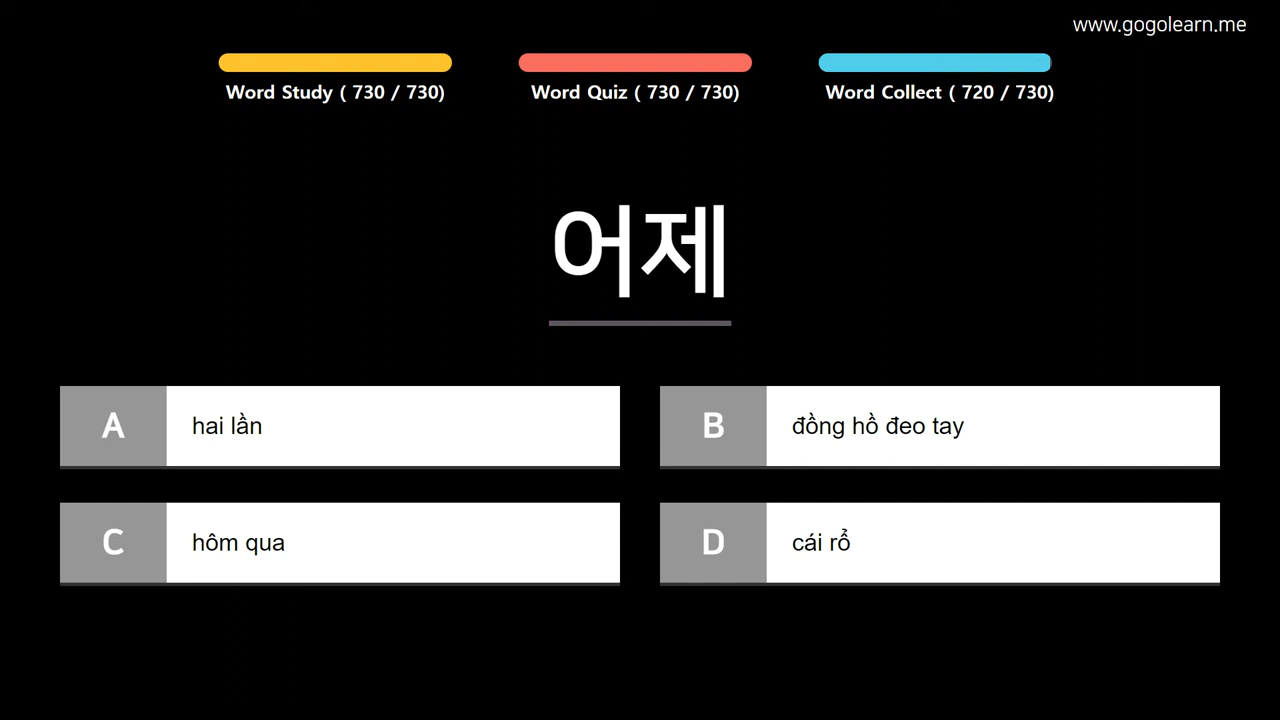 www.gogolearn.me
Word Study ( 730 / 730)
Word Quiz ( 730 / 730)
Word Collect ( 720 / 730)
어제
A
hai lần
B
đồng hồ đeo tay
C
hôm qua
D
cái rổ